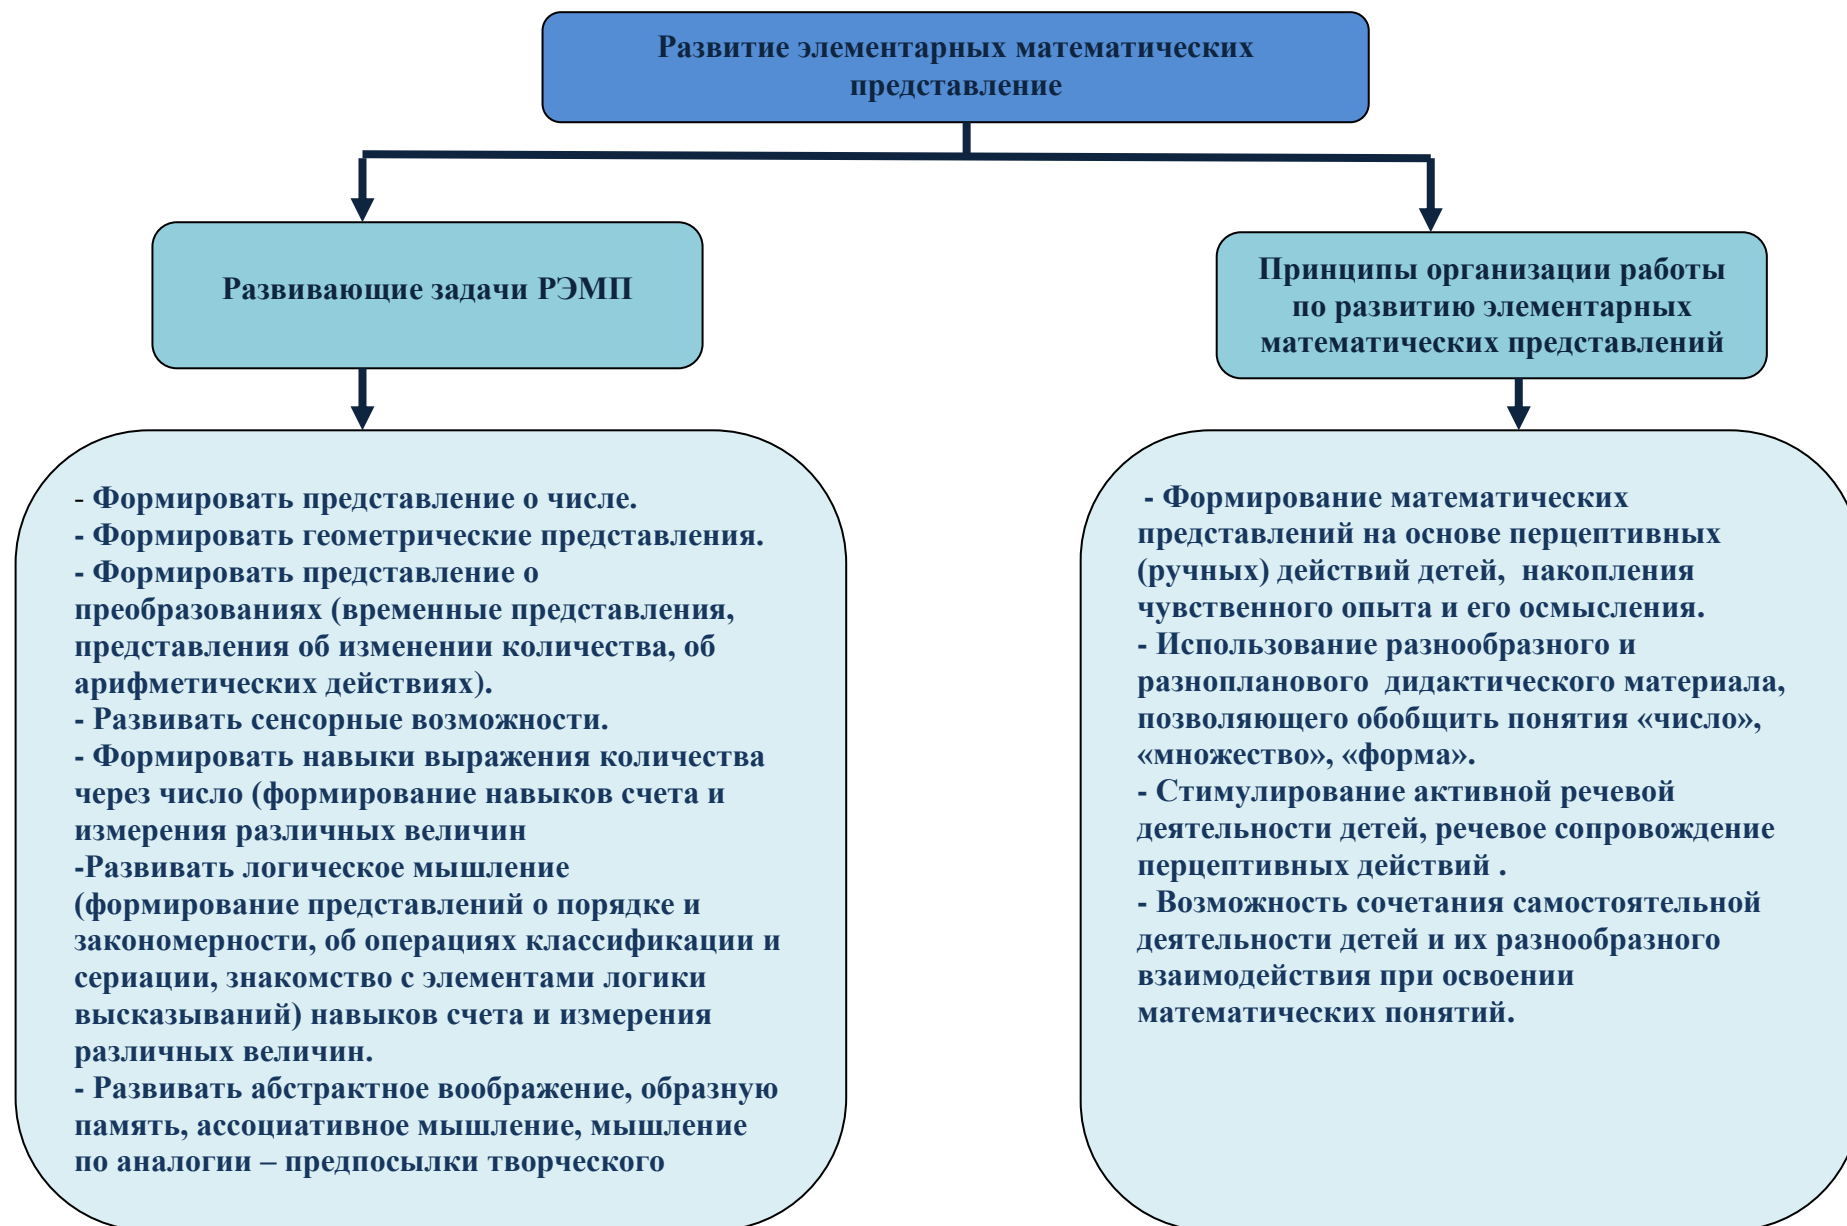 Развитие элементарных математических
представление
Развивающие задачи РЭМП
Принципы организации работы
по развитию элементарных
математических представлений
- Формировать представление о числе.
- Формировать геометрические представления.
- Формировать представление о
преобразованиях (временные представления,
представления об изменении количества, об
арифметических действиях).
- Развивать сенсорные возможности.
- Формировать навыки выражения количества
через число (формирование навыков счета и
измерения различных величин
-Развивать логическое мышление
(формирование представлений о порядке и
закономерности, об операциях классификации и
сериации, знакомство с элементами логики
высказываний) навыков счета и измерения
различных величин.
- Развивать абстрактное воображение, образную
память, ассоциативное мышление, мышление
по аналогии – предпосылки творческого
- Формирование математических
представлений на основе перцептивных
(ручных) действий детей,  накопления
чувственного опыта и его осмысления.
- Использование разнообразного и
разнопланового  дидактического материала,
позволяющего обобщить понятия «число»,
«множество», «форма».
- Стимулирование активной речевой
деятельности детей, речевое сопровождение
перцептивных действий .
- Возможность сочетания самостоятельной
деятельности детей и их разнообразного
взаимодействия при освоении
математических понятий.